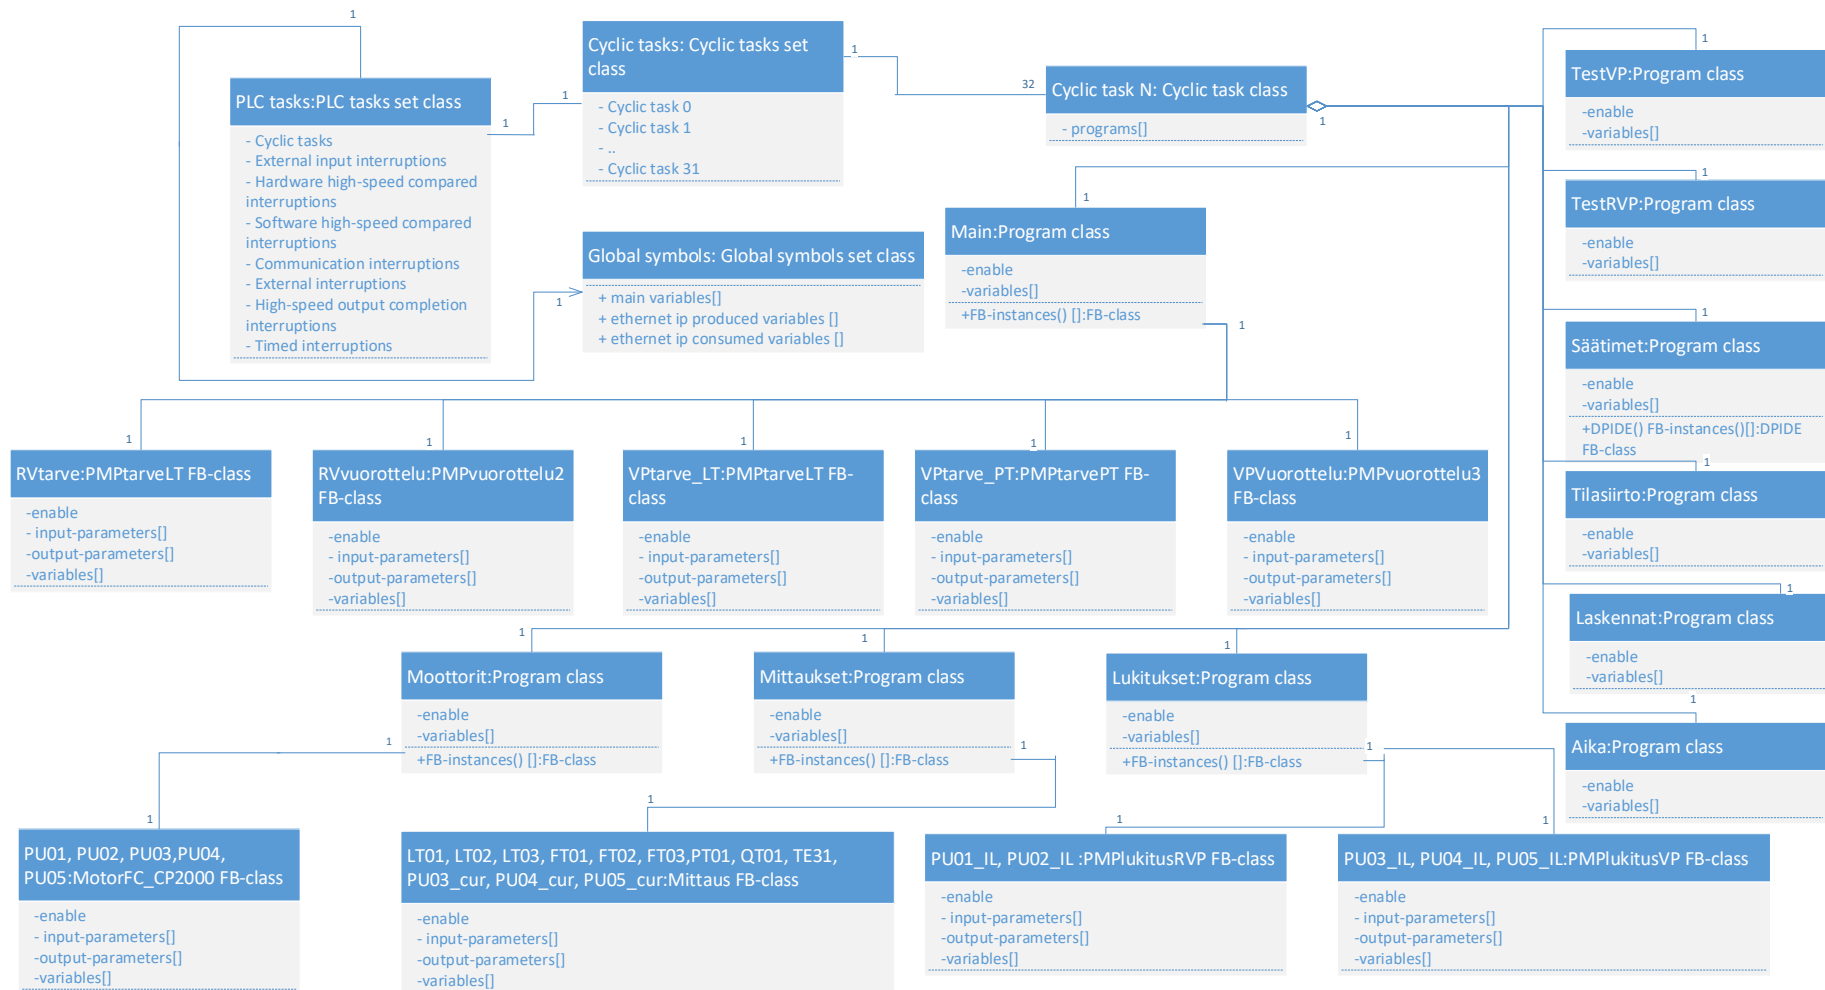 1
PLC tasks:PLC tasks set class
- Cyclic tasks
- External input interruptions
- Hardware high-speed compared
interruptions
- Software high-speed compared
interruptions
- Communication interruptions
- External interruptions
- High-speed output completion
interruptions
- Timed interruptions
1
1
Cyclic tasks: Cyclic tasks set
class
- Cyclic task 0
- Cyclic task 1
- ..
- Cyclic task 31
1
32
Cyclic task N: Cyclic task class
- programs[]
1
Global symbols: Global symbols set class
+ main variables[]
+ ethernet ip produced variables []
+ ethernet ip consumed variables []
1
1
Main:Program class
-enable
-variables[]
+FB-instances() []:FB-class
1
1
TestVP:Program class
-enable
-variables[]
1
TestRVP:Program class
-enable
-variables[]
1
Säätimet:Program class
-enable
-variables[]
+DPIDE() FB-instances()[]:DPIDE
FB-class
1
Tilasiirto:Program class
-enable
-variables[]
1
Laskennat:Program class
-enable
-variables[]
1
Aika:Program class
-enable
-variables[]
1
RVtarve:PMPtarveLT FB-class
-enable
- input-parameters[]
-output-parameters[]
-variables[]
1
RVvuorottelu:PMPvuorottelu2
FB-class
-enable
- input-parameters[]
-output-parameters[]
-variables[]
1
VPtarve_LT:PMPtarveLT FB-
class
-enable
- input-parameters[]
-output-parameters[]
-variables[]
1
VPtarve_PT:PMPtarvePT FB-
class
-enable
- input-parameters[]
-output-parameters[]
-variables[]
1
VPVuorottelu:PMPvuorottelu3
FB-class
-enable
- input-parameters[]
-output-parameters[]
-variables[]
1
Moottorit:Program class
-enable
-variables[]
+FB-instances() []:FB-class
1
1
Mittaukset:Program class
-enable
-variables[]
+FB-instances() []:FB-class
1
1
Lukitukset:Program class
-enable
-variables[]
+FB-instances() []:FB-class
1
1
PU01, PU02, PU03,PU04,
PU05:MotorFC_CP2000 FB-class
-enable
- input-parameters[]
-output-parameters[]
-variables[]
1
LT01, LT02, LT03, FT01, FT02, FT03,PT01, QT01, TE31,
PU03_cur, PU04_cur, PU05_cur:Mittaus FB-class
-enable
- input-parameters[]
-output-parameters[]
-variables[]
1
PU01_IL, PU02_IL :PMPlukitusRVP FB-class
-enable
- input-parameters[]
-output-parameters[]
-variables[]
1
PU03_IL, PU04_IL, PU05_IL:PMPlukitusVP FB-class
-enable
- input-parameters[]
-output-parameters[]
-variables[]